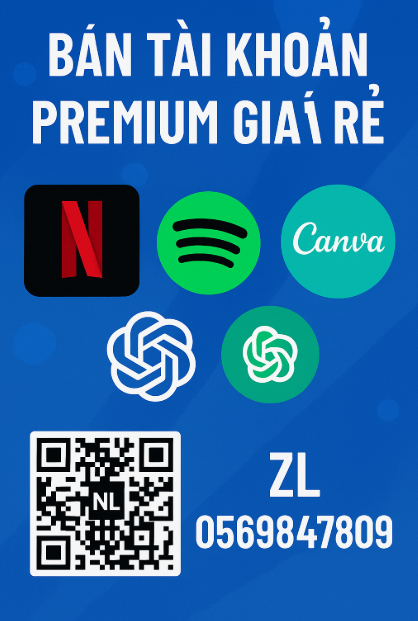 BÁN TÀI KHOẢN
PREMIUM GIAÍ RẺ
N
Canva
NL
ZL
0569847809